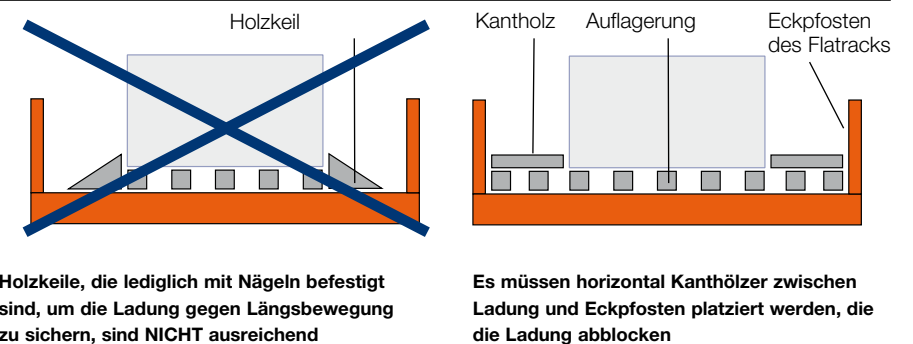 Holzkeil
Kantholz
Auflagerung
Eckpfosten
des Flatracks
Holzkeile, die lediglich mit Nägeln befestigt
sind, um die Ladung gegen Längsbewegung
zu sichern, sind NICHT ausreichend
Es müssen horizontal Kanthölzer zwischen
Ladung und Eckpfosten platziert werden, die
die Ladung abblocken